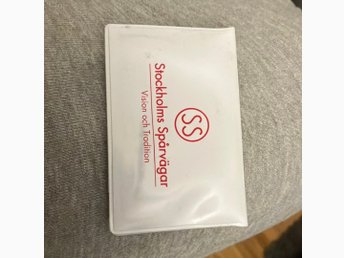 SS
Stockholms Spårvägar
Vision och Tradition